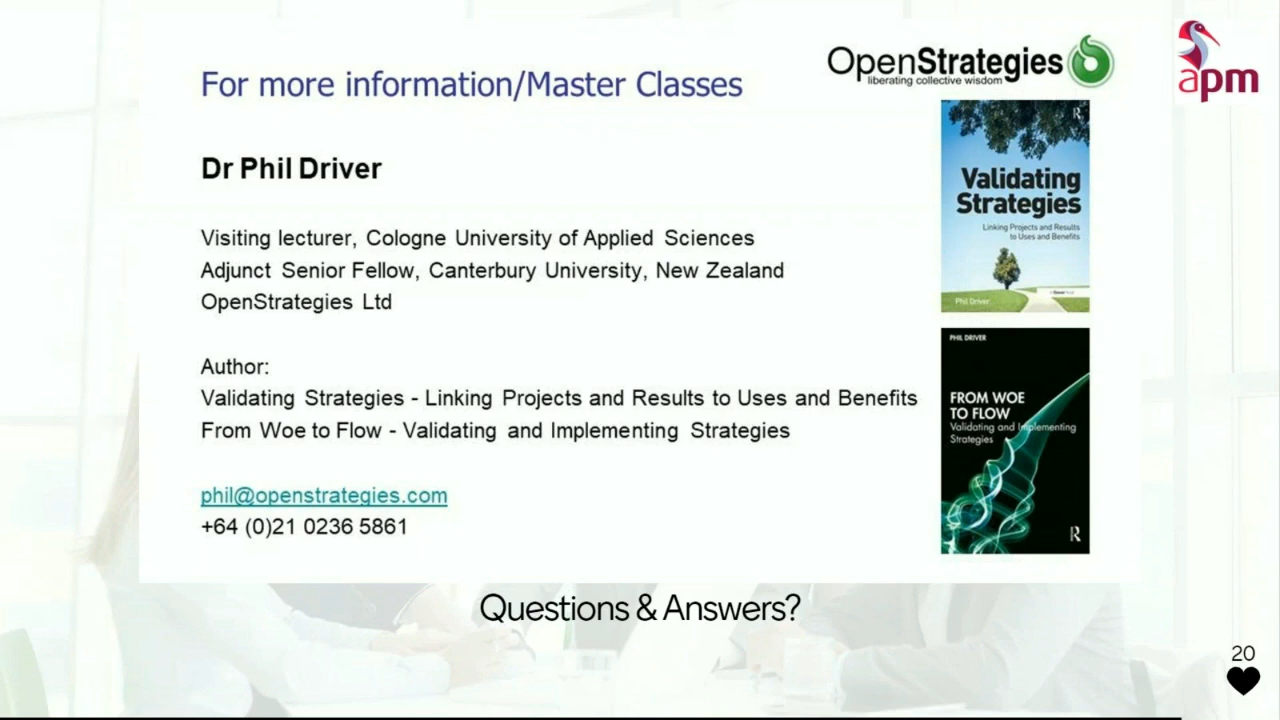 For more information/Master Classes
OpenStrategies
liberating collective wisdom
apm
Dr Phil Driver
Visiting lecturer, Cologne University of Applied Sciences
Adjunct Senior Fellow, Canterbury University, New Zealand
OpenStrategies Ltd
Author:
Validating Strategies - Linking Projects and Results to Uses and Benefits
From Woe to Flow - Validating and Implementing Strategies
phil@openstrategies.com
+64 (0)21 0236 5861
R
Validating
Strategies
Linking Projects and Results
to Uses and Benefits
Phil Driver
PHIL DRIVER
FROM WOE
TO FLOW
Validating and Implementing
Strategies
R
Questions & Answers?
20